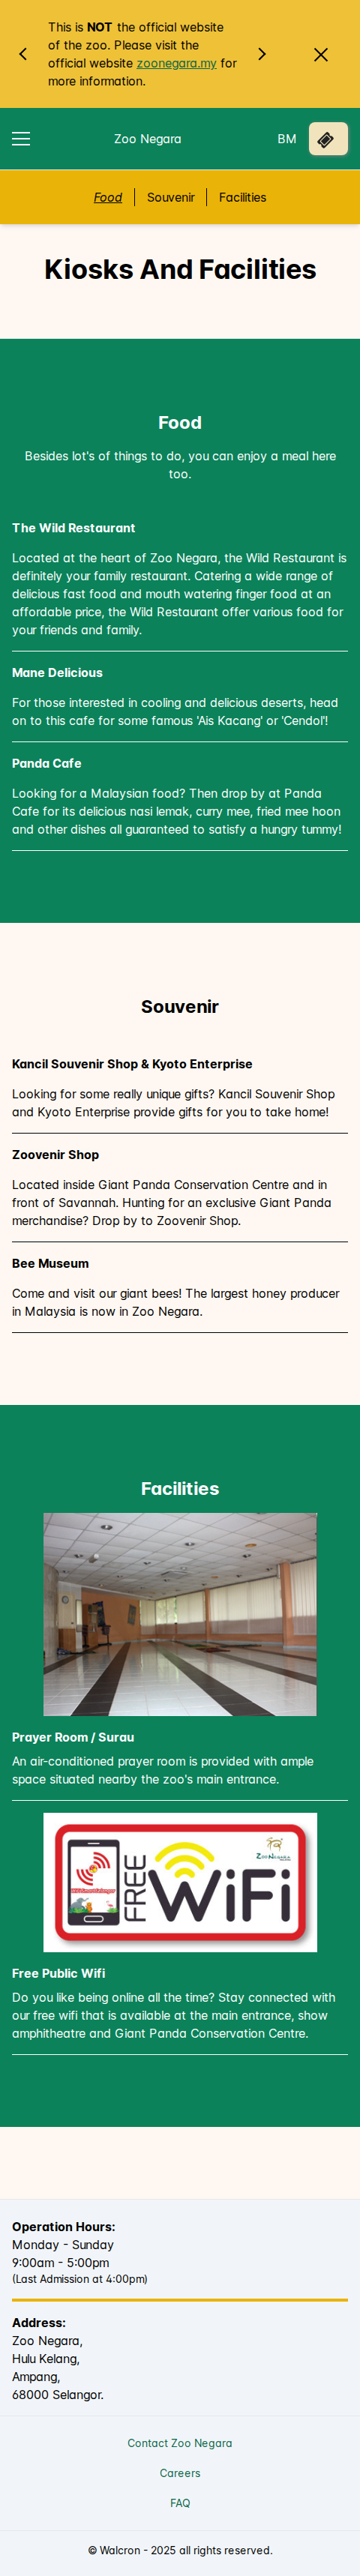 This is NOT the official website
of the zoo. Please visit the
official website zoonegara.my for
more information.
Zoo Negara
BM
Food
Souvenir
Facilities
Kiosks And Facilities
Food
Besides lot's of things to do, you can enjoy a meal here
too.
The Wild Restaurant
Located at the heart of Zoo Negara, the Wild Restaurant is
definitely your family restaurant. Catering a wide range of
delicious fast food and mouth watering finger food at an
affordable price, the Wild Restaurant offer various food for
your friends and family.
Mane Delicious
For those interested in cooling and delicious deserts, head
on to this cafe for some famous 'Ais Kacang' or 'Cendol'!
Panda Cafe
Looking for a Malaysian food? Then drop by at Panda
Cafe for its delicious nasi lemak, curry mee, fried mee hoon
and other dishes all guaranteed to satisfy a hungry tummy!
Souvenir
Kancil Souvenir Shop & Kyoto Enterprise
Looking for some really unique gifts? Kancil Souvenir Shop
and Kyoto Enterprise provide gifts for you to take home!
Zoovenir Shop
Located inside Giant Panda Conservation Centre and in
front of Savannah. Hunting for an exclusive Giant Panda
merchandise? Drop by to Zoovenir Shop.
Bee Museum
Come and visit our giant bees! The largest honey producer
in Malaysia is now in Zoo Negara.
Facilities
Prayer Room / Surau
An air-conditioned prayer room is provided with ample
space situated nearby the zoo's main entrance.
FREE
WiFi
ZOO NEGARA
Free Public Wifi
Do you like being online all the time? Stay connected with
our free wifi that is available at the main entrance, show
amphitheatre and Giant Panda Conservation Centre.
Operation Hours:
Monday - Sunday
9:00am - 5:00pm
(Last Admission at 4:00pm)
Address:
Zoo Negara,
Hulu Kelang,
Ampang,
68000 Selangor.
Contact Zoo Negara
Careers
FAQ
© Walcron - 2025 all rights reserved.